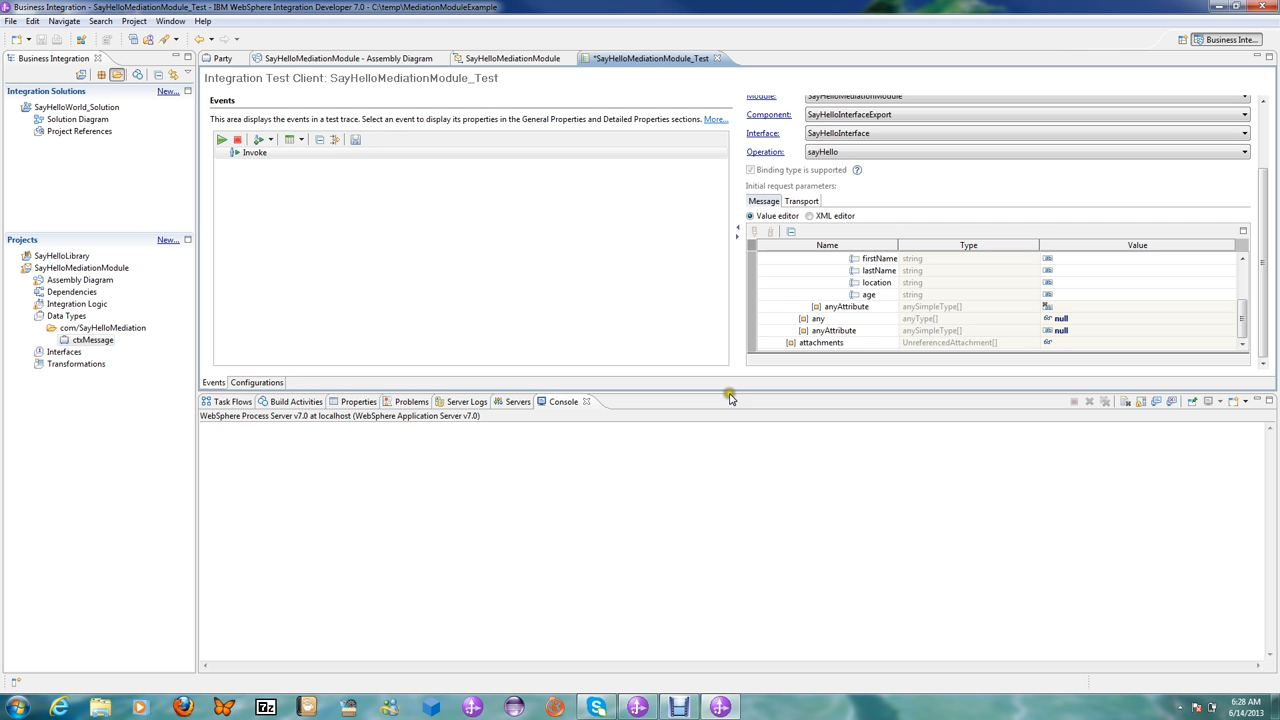 Business Integration - SayHelloMediationModule_Test - IBM WebSphere Integration Developer 7.0 - C:\temp\MediationModuleExample
File Edit Navigate Search Project Window Help
Business Inte...
Business Integration
Party
SayHelloMediationModule - Assembly Diagram
SayHelloMediationModule
*SayHelloMediationModule_Test
Integration Solutions New...
SayHelloWorld_Solution
Solution Diagram
Project References
Projects New...
SayHelloLibrary
SayHelloMediationModule
Assembly Diagram
Dependencies
Integration Logic
Data Types
com/SayHelloMediation
ctxMessage
Interfaces
Transformations
Integration Test Client: SayHelloMediationModule_Test
Events
This area displays the events in a test trace. Select an event to display its properties in the General Properties and Detailed Properties sections. More...
Invoke
Module: SayHelloMediationModule
Component: SayHelloInterfaceExport
Interface: SayHelloInterface
Operation: sayHello
Binding type is supported
Initial request parameters:
Message Transport
Value editor XML editor
Name Type Value
firstName string
lastName string
location string
age string
anyAttribute anySimpleType[]
any anyType[] null
anyAttribute anySimpleType[] null
attachments UnreferencedAttachment[]
Events Configurations
Task Flows Build Activities Properties Problems Server Logs Servers Console
WebSphere Process Server v7.0 at localhost (WebSphere Application Server v7.0)
7z
6:28 AM
6/14/2013